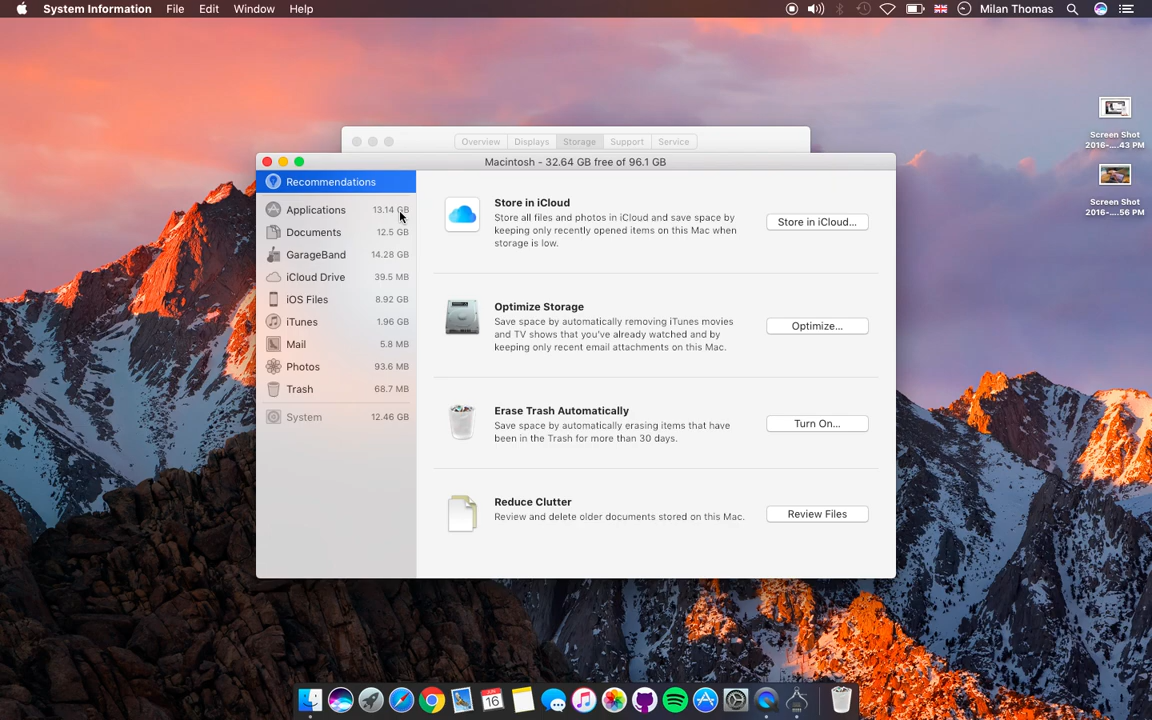 System Information File Edit Window Help Milan Thomas
Screen Shot
2016-....43 PM
Screen Shot
2016-....56 PM
Overview Displays Storage Support Service
Macintosh - 32.64 GB free of 96.1 GB
Recommendations
Applications 13.14 GB
Documents 12.5 GB
GarageBand 14.28 GB
iCloud Drive 39.5 MB
iOS Files 8.92 GB
iTunes 1.96 GB
Mail 5.8 MB
Photos 93.6 MB
Trash 68.7 MB
System 12.46 GB
Store in iCloud
Store all files and photos in iCloud and save space by
keeping only recently opened items on this Mac when
storage is low.
Store in iCloud...
Optimize Storage
Save space by automatically removing iTunes movies
and TV shows that you've already watched and by
keeping only recent email attachments on this Mac.
Optimize...
Erase Trash Automatically
Save space by automatically erasing items that have
been in the Trash for more than 30 days.
Turn On...
Reduce Clutter
Review and delete older documents stored on this Mac.
Review Files
16